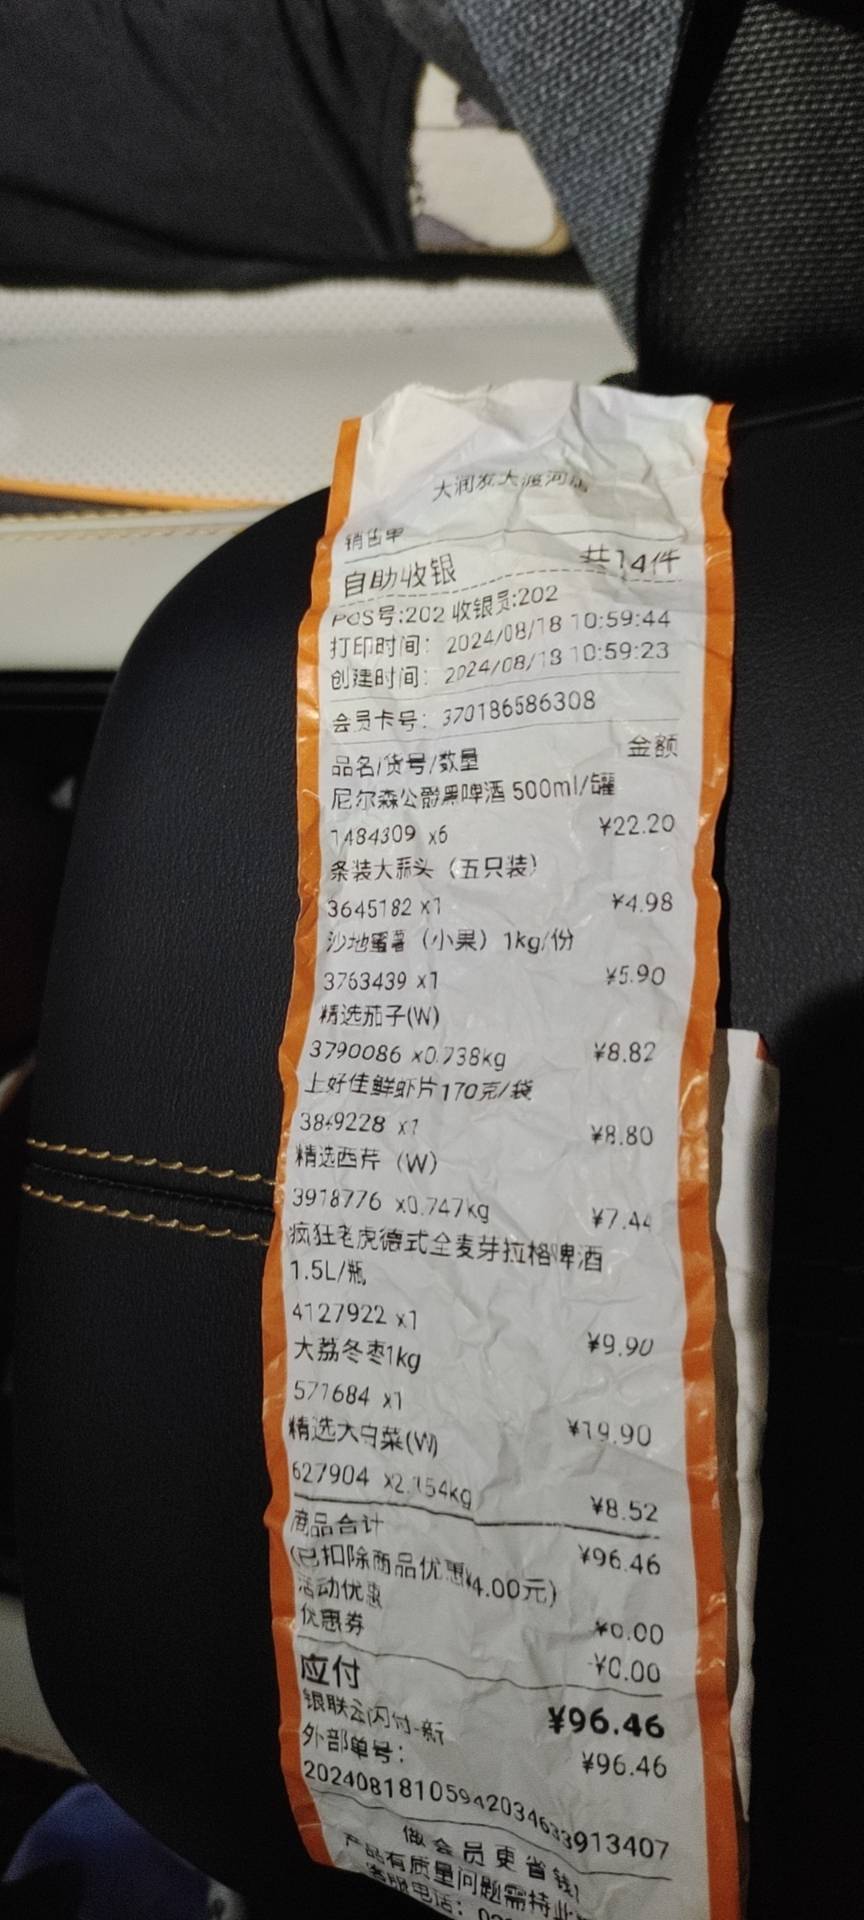 大润发大渡河店
销售单
自助收银 共14件
POS号:202 收银员:202
打印时间: 2024/08/18 10:59:44
创建时间: 2024/08/18 10:59:23
会员卡号: 370186586308
品名/货号/数量 金额
尼尔森公爵黑啤酒 500ml/罐
1484309 x6 ¥22.20
条装大蒜头（五只装）
3645182 x1 ¥4.98
沙地蜜薯（小果）1kg/份
3763439 x1 ¥5.90
精选茄子(W)
3790086 x0.738kg ¥8.82
上好佳鲜虾片170克/袋
3849228 x1 ¥8.80
精选西芹（W）
3918776 x0.747kg ¥7.44
疯狂老虎德式全麦芽拉格啤酒
1.5L/瓶
4127922 x1 ¥9.90
大荔冬枣1kg
571684 x1 ¥19.90
精选大白菜(W)
627904 x2.154kg ¥8.52
商品合计 ¥96.46
(已扣除商品优惠¥4.00元)
活动优惠 ¥0.00
优惠券 -¥0.00
应付 ¥96.46
银联云闪付-新 ¥96.46
外部单号:
20240818105942034633913407
做会员更省钱!
产品有质量问题需持此
客服电话: